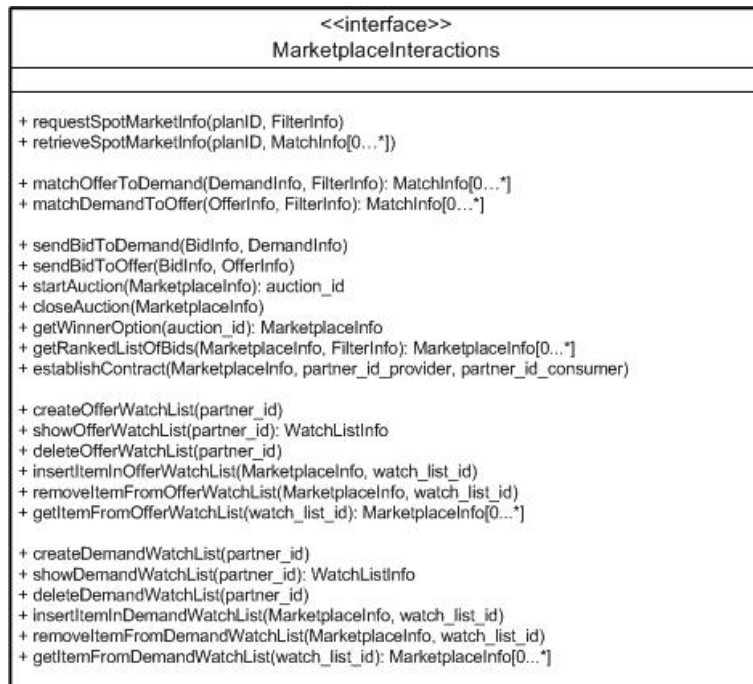 <<interface>>
MarketplaceInteractions
+ requestSpotMarketInfo(planID, FilterInfo)
+ retrieveSpotMarketInfo(planID, MatchInfo[0...*])
+ matchOfferToDemand(DemandInfo, FilterInfo): MatchInfo[0...*]
+ matchDemandToOffer(OfferInfo, FilterInfo): MatchInfo[0...*]
+ sendBidToDemand(BidInfo, DemandInfo)
+ sendBidToOffer(BidInfo, OfferInfo)
+ startAuction(MarketplaceInfo): auction_id
+ closeAuction(MarketplaceInfo)
+ getWinnerOption(auction_id): MarketplaceInfo
+ getRankedListOfBids(MarketplaceInfo, FilterInfo): MarketplaceInfo[0...*]
+ establishContract(MarketplaceInfo, partner_id_provider, partner_id_consumer)
+ createOfferWatchList(partner_id)
+ showOfferWatchList(partner_id): WatchListInfo
+ deleteOfferWatchList(partner_id)
+ insertItemInOfferWatchList(MarketplaceInfo, watch_list_id)
+ removeItemFromOfferWatchList(MarketplaceInfo, watch_list_id)
+ getItemFromOfferWatchList(watch_list_id): MarketplaceInfo[0...*]
+ createDemandWatchList(partner_id)
+ showDemandWatchList(partner_id): WatchListInfo
+ deleteDemandWatchList(partner_id)
+ insertItemInDemandWatchList(MarketplaceInfo, watch_list_id)
+ removeItemFromDemandWatchList(MarketplaceInfo, watch_list_id)
+ getItemFromDemandWatchList(watch_list_id): MarketplaceInfo[0...*]